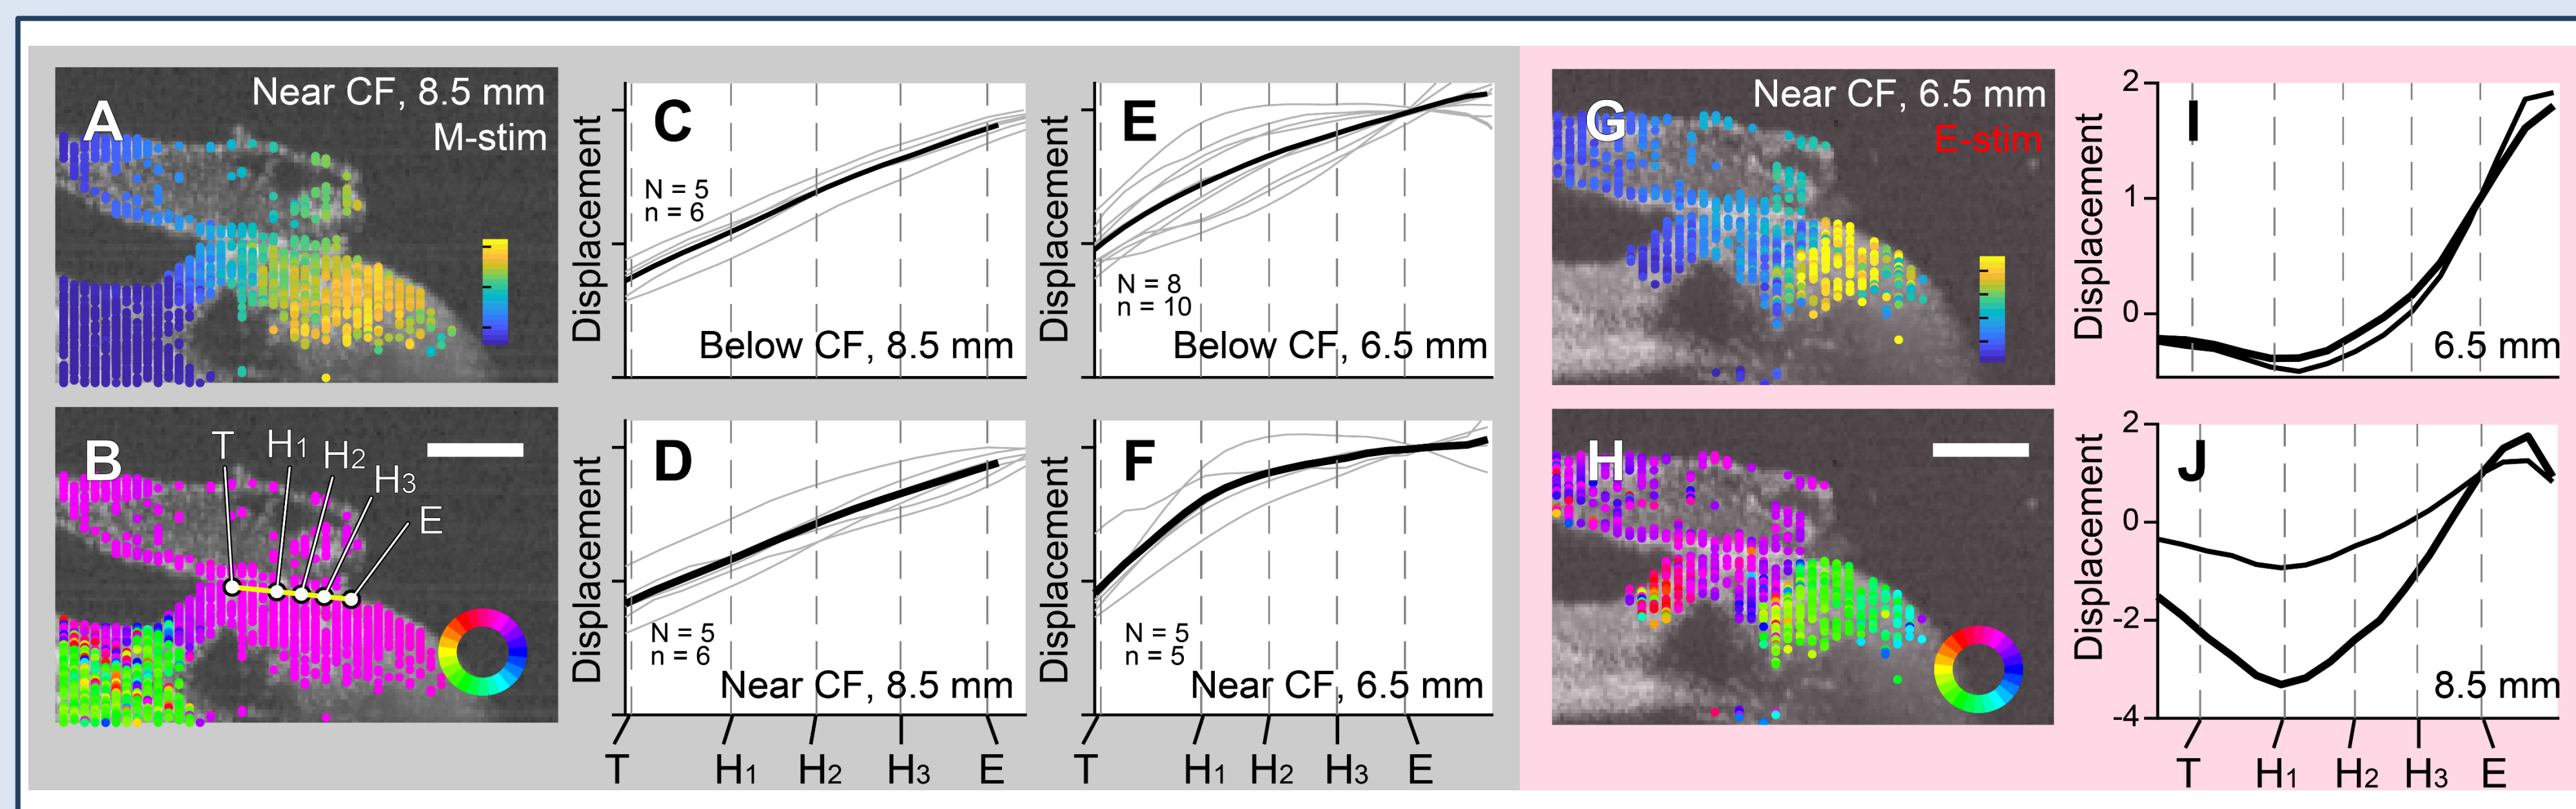 A
Near CF, 8.5 mm
M-stim
B
T
H1
H2
H3
E
Displacement
C
N = 5
n = 6
Below CF, 8.5 mm
Displacement
D
N = 5
n = 6
Near CF, 8.5 mm
T H1 H2 H3 E
Displacement
E
N = 8
n = 10
Below CF, 6.5 mm
Displacement
F
N = 5
n = 5
Near CF, 6.5 mm
T H1 H2 H3 E
G
Near CF, 6.5 mm
E-stim
H
Displacement
2
1
0
I
6.5 mm
Displacement
2
0
-2
-4
J
8.5 mm
T H1 H2 H3 E